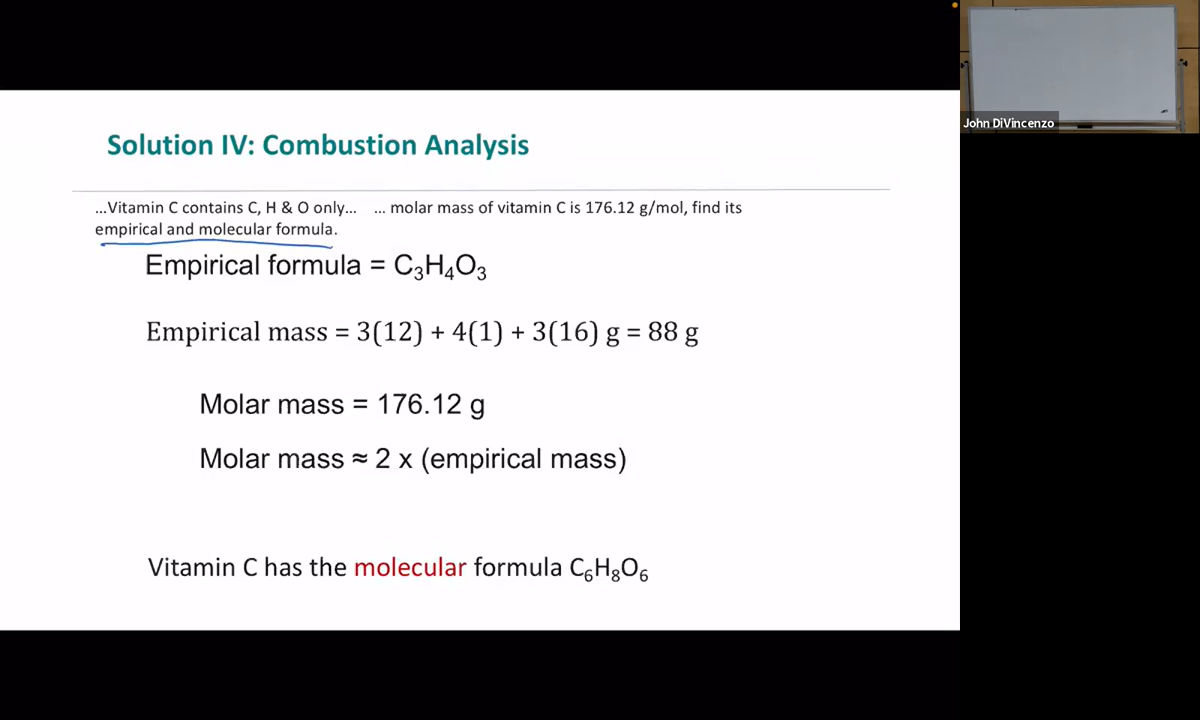 Solution IV: Combustion Analysis
...Vitamin C contains C, H & O only... ... molar mass of vitamin C is 176.12 g/mol, find its
empirical and molecular formula.
Empirical formula = C₃H₄O₃
Empirical mass = 3(12) + 4(1) + 3(16) g = 88 g
Molar mass = 176.12 g
Molar mass ≈ 2 x (empirical mass)
Vitamin C has the molecular formula C₆H₈O₆
John DiVincenzo